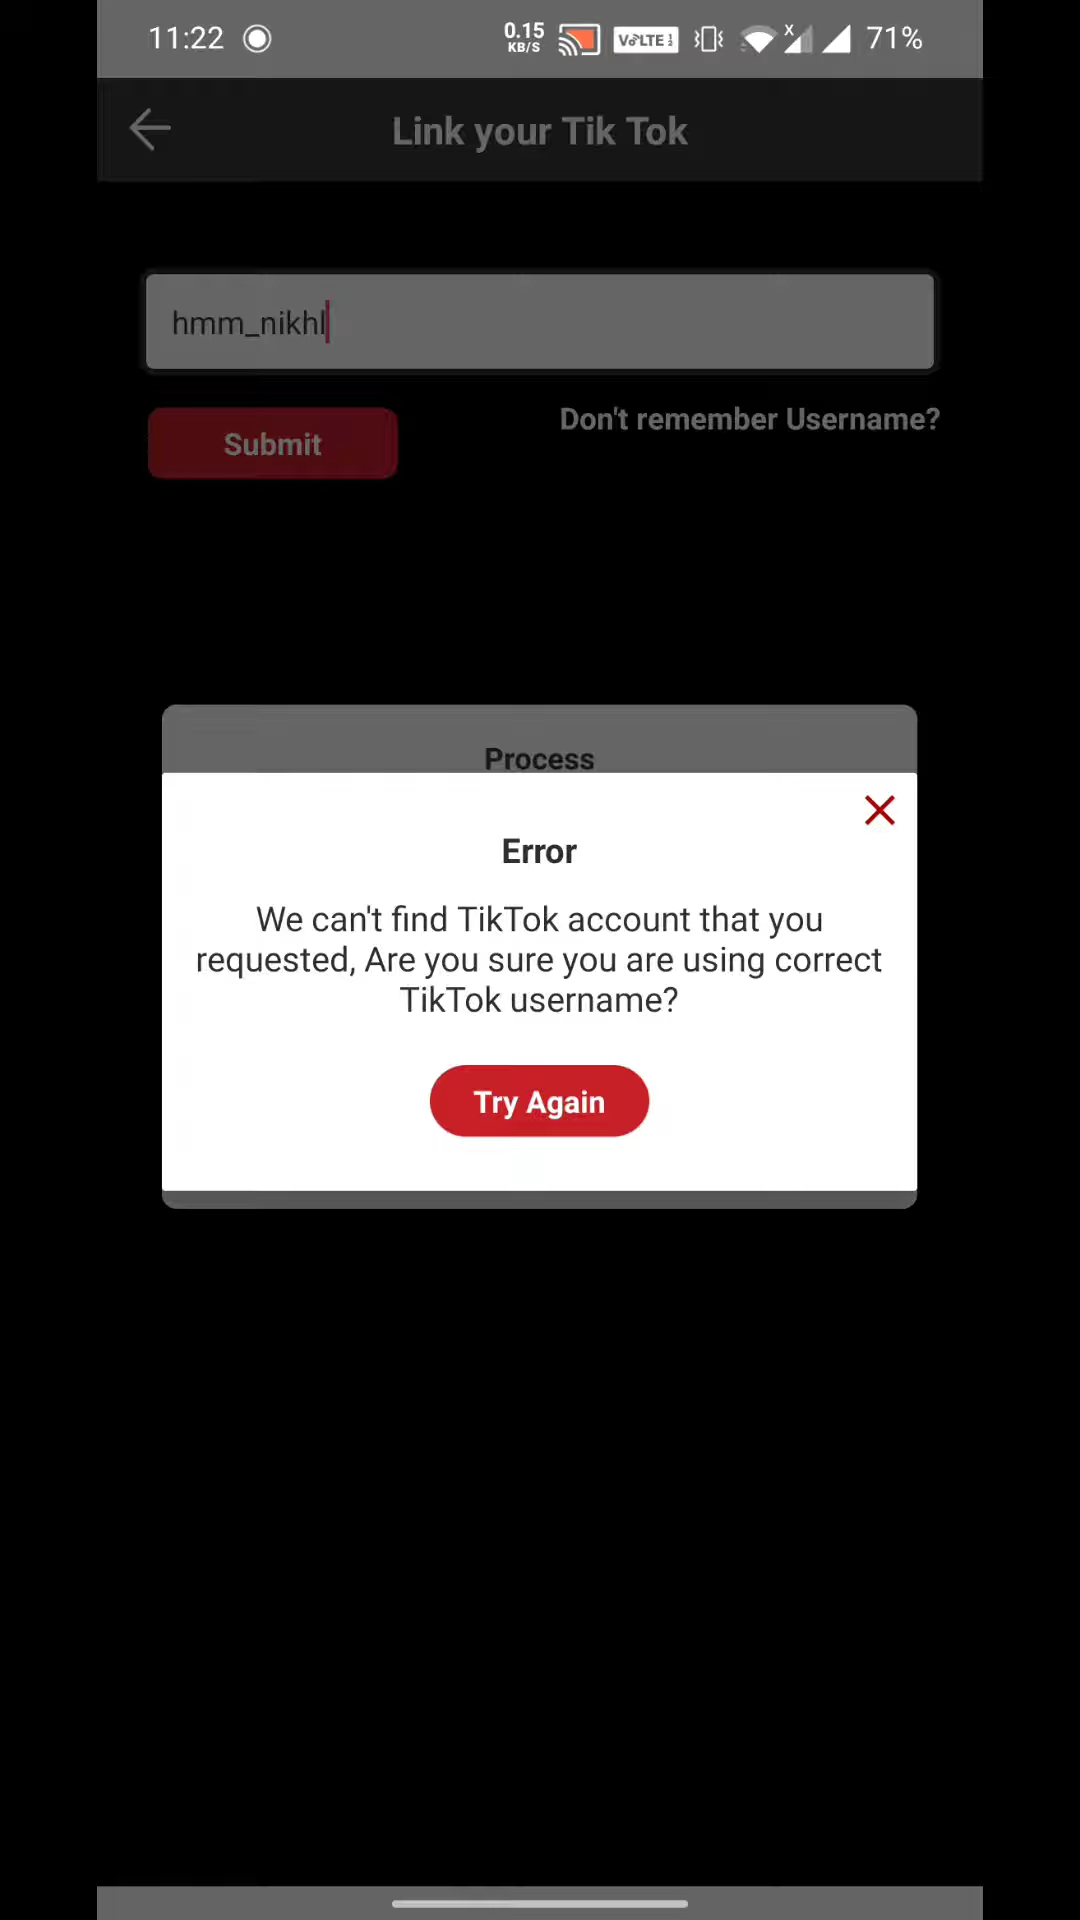 11:22
0.15
KB/S
VoLTE
71%
Link your Tik Tok
hmm_nikhl
Submit
Don't remember Username?
Process
Error
We can't find TikTok account that you
requested, Are you sure you are using correct
TikTok username?
Try Again